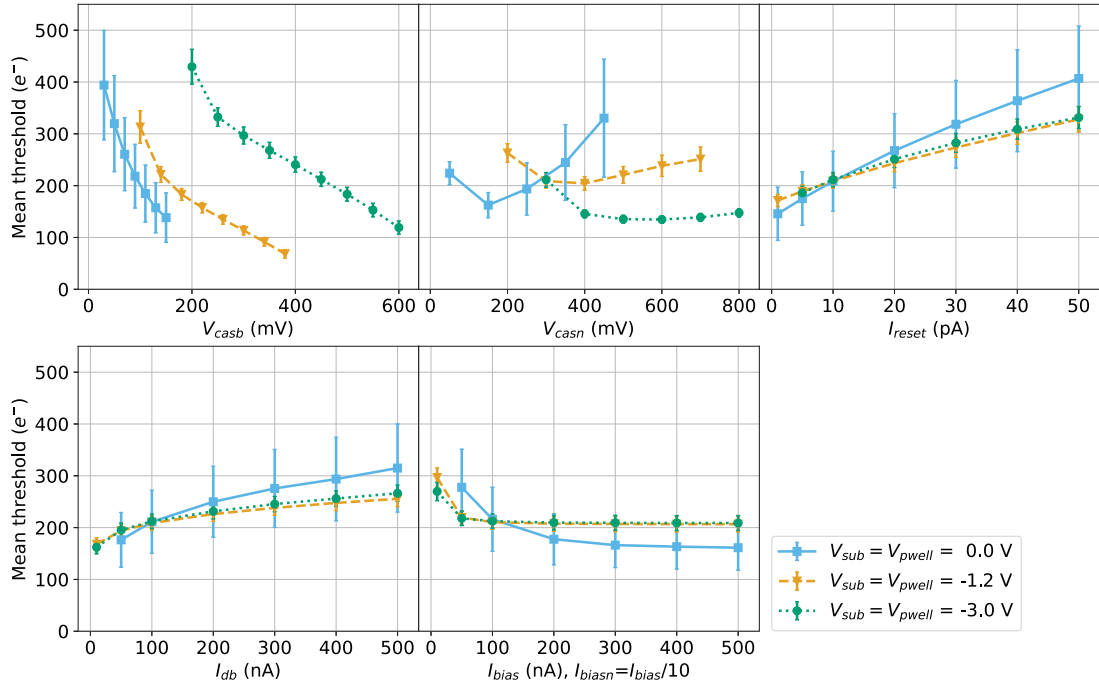 Mean threshold (e⁻)
500
400
300
200
100
0
0 200 400 600
V_casb (mV)
0 200 400 600 800
V_casn (mV)
0 10 20 30 40 50
I_reset (pA)
Mean threshold (e⁻)
500
400
300
200
100
0
0 100 200 300 400 500
I_db (nA)
0 100 200 300 400 500
I_bias (nA), I_biasn=I_bias/10
V_sub = V_pwell = 0.0 V
V_sub = V_pwell = -1.2 V
V_sub = V_pwell = -3.0 V